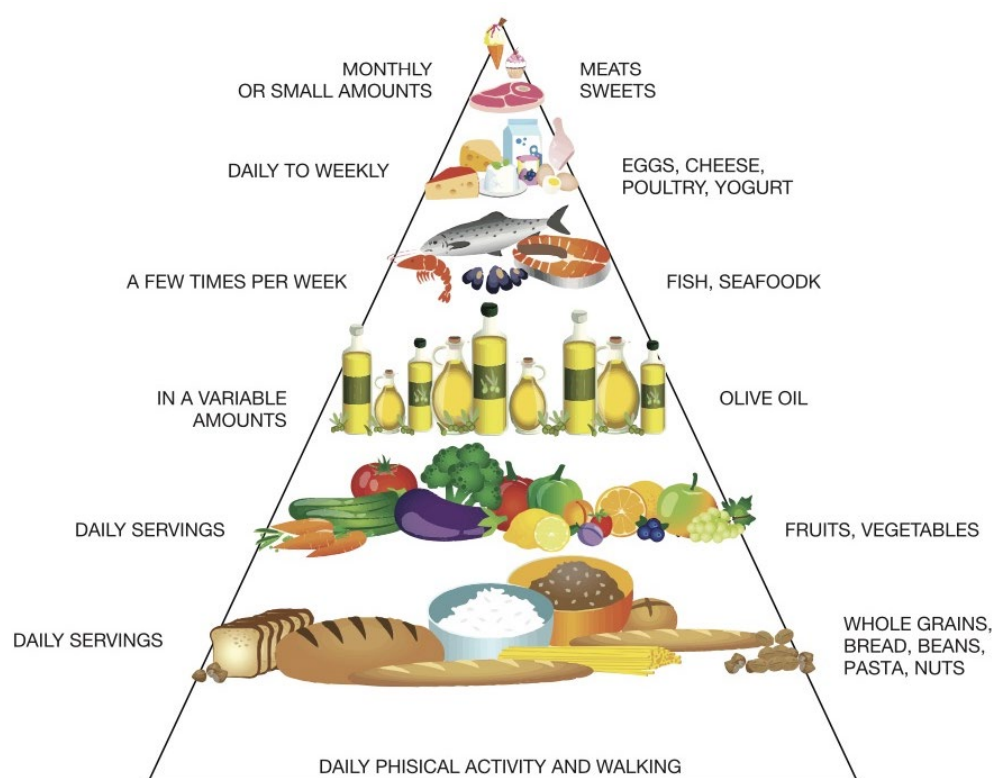 MONTHLY
OR SMALL AMOUNTS
MEATS
SWEETS
DAILY TO WEEKLY
EGGS, CHEESE,
POULTRY, YOGURT
A FEW TIMES PER WEEK
FISH, SEAFOODK
IN A VARIABLE
AMOUNTS
OLIVE OIL
DAILY SERVINGS
FRUITS, VEGETABLES
DAILY SERVINGS
WHOLE GRAINS,
BREAD, BEANS,
PASTA, NUTS
DAILY PHISICAL ACTIVITY AND WALKING